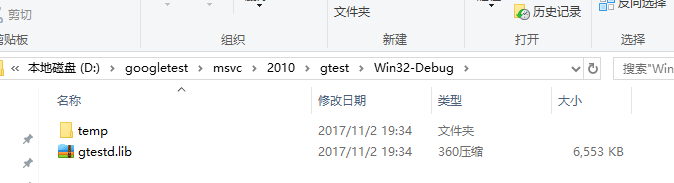 剪切
文件夹
历史记录
反向选择
剪贴板
组织
新建
打开
选择
« 本地磁盘 (D:) > googletest > msvc > 2010 > gtest > Win32-Debug >
搜索"Win
名称 修改日期 类型 大小
temp 2017/11/2 19:34 文件夹
gtestd.lib 2017/11/2 19:34 360压缩 6,553 KB